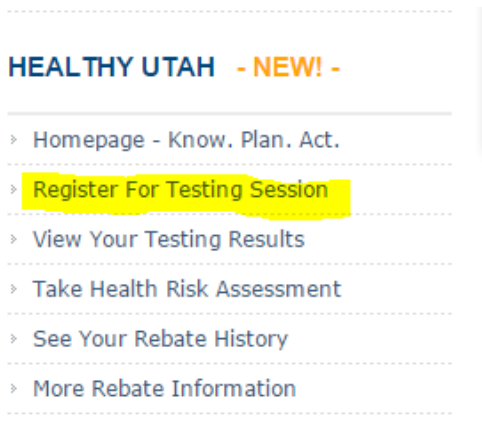 HEALTHY UTAH - NEW! -
Homepage - Know. Plan. Act.
Register For Testing Session
View Your Testing Results
Take Health Risk Assessment
See Your Rebate History
More Rebate Information